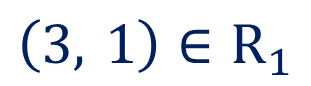 (3, 1) ∈ R₁